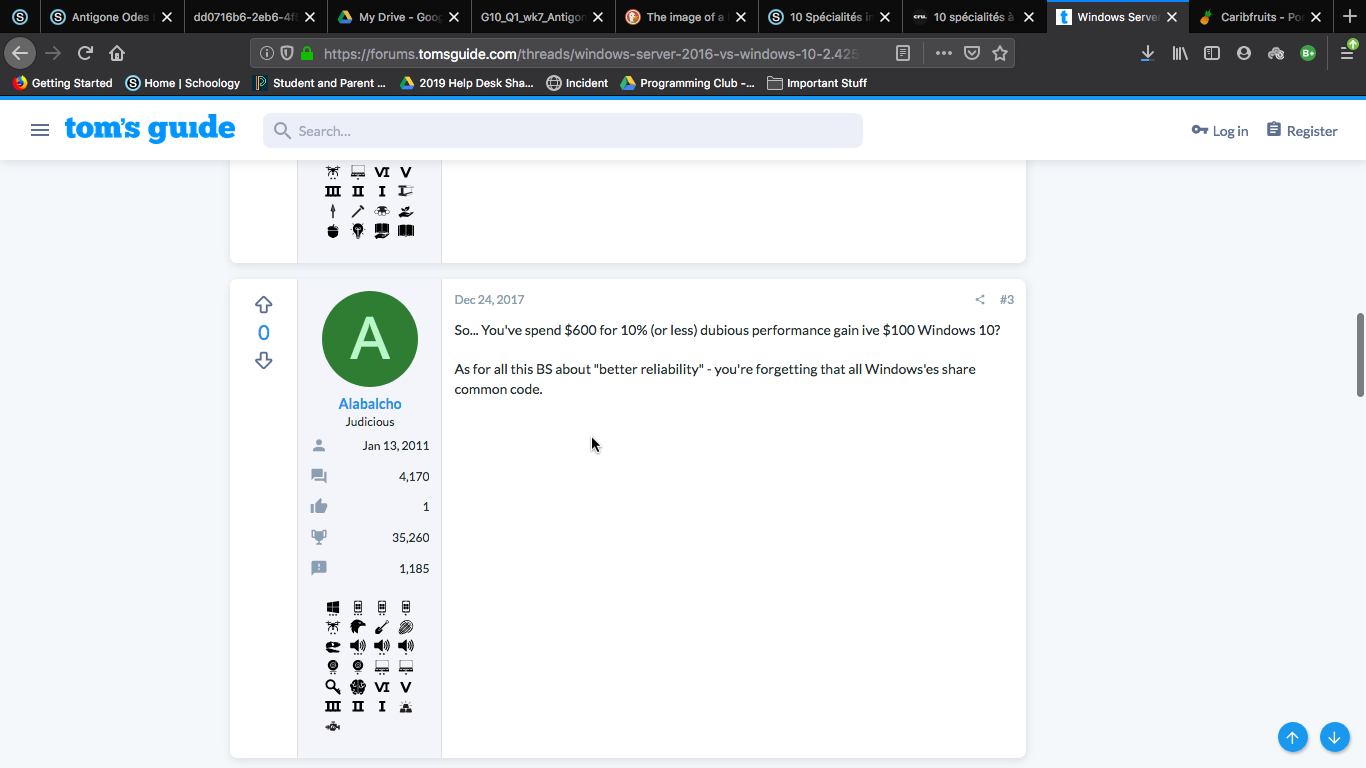 Antigone Odes
dd0716b6-2eb6-4f
My Drive - Goog
G10_Q1_wk7_Antigon
The image of a
10 Spécialités
10 spécialités à
Windows Server
Caribfruits - Po
https://forums.tomsguide.com/threads/windows-server-2016-vs-windows-10-2.425
Getting Started
Home | Schoology
Student and Parent ...
2019 Help Desk Sha...
Incident
Programming Club -...
Important Stuff
tom's guide
Search...
Log in
Register
VI V
III II I
Dec 24, 2017
#3
0
A
So... You've spend $600 for 10% (or less) dubious performance gain ive $100 Windows 10?
As for all this BS about "better reliability" - you're forgetting that all Windows'es share
common code.
Alabalcho
Judicious
Jan 13, 2011
4,170
1
35,260
1,185
VI V
III II I